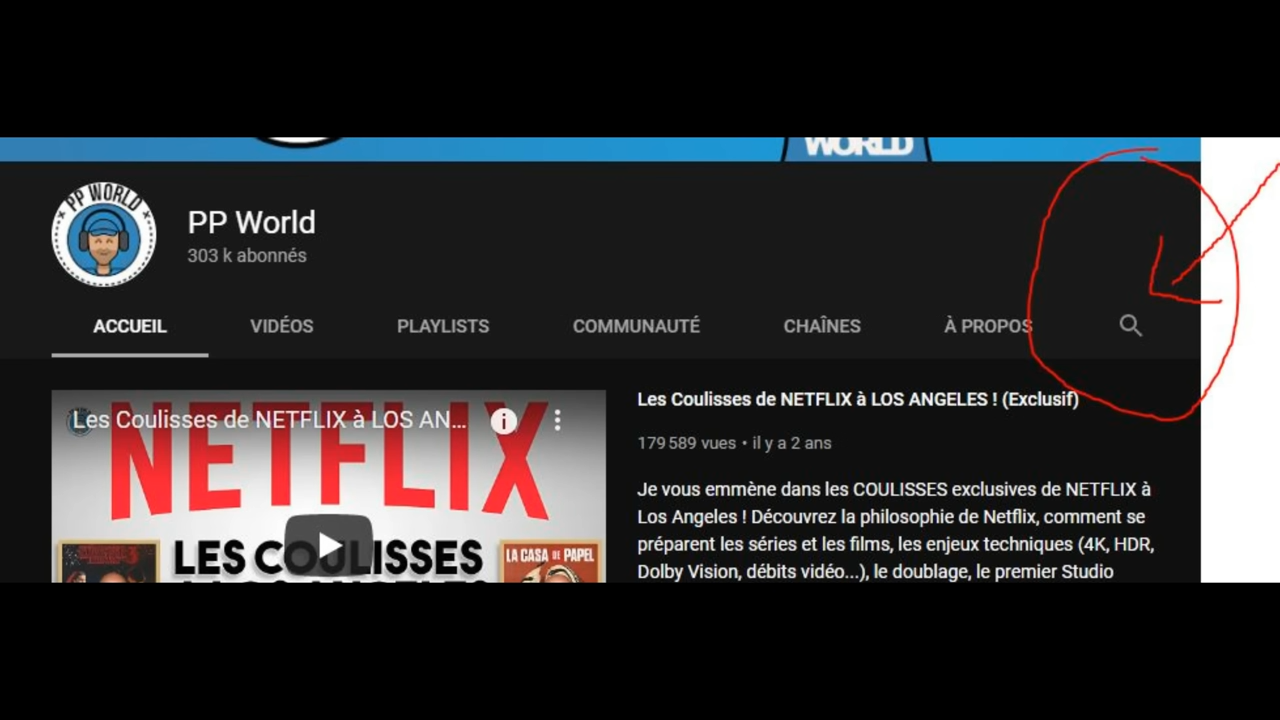 WORLD
PP WORLD
PP World
303 k abonnés
ACCUEIL VIDÉOS PLAYLISTS COMMUNAUTÉ CHAÎNES À PROPOS
Les Coulisses de NETFLIX à LOS AN...
NETFLIX
LES COULISSES
LA CASA DE PAPEL
Les Coulisses de NETFLIX à LOS ANGELES ! (Exclusif)
179 589 vues • il y a 2 ans
Je vous emmène dans les COULISSES exclusives de NETFLIX à
Los Angeles ! Découvrez la philosophie de Netflix, comment se
préparent les séries et les films, les enjeux techniques (4K, HDR,
Dolby Vision, débits vidéo...), le doublage, le premier Studio